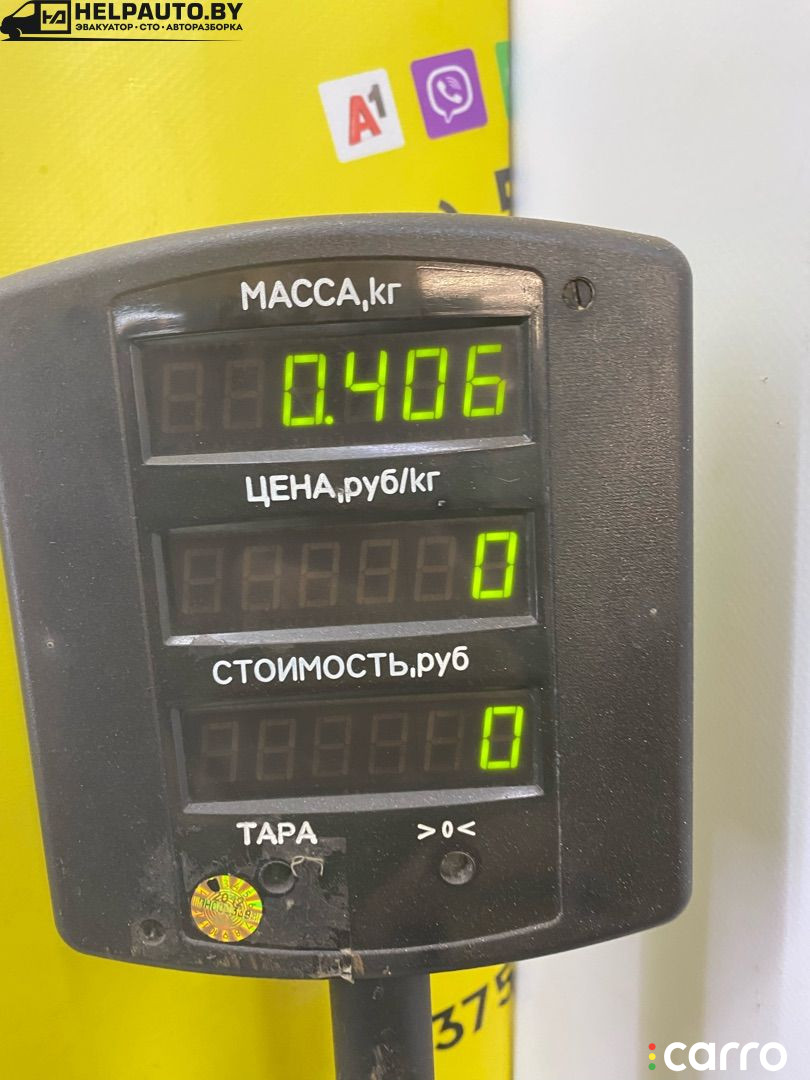 HELPAUTO.BY
ЭВАКУАТОР•СТО•АВТОРАЗБОРКА
A1
МАССА,кг
0.406
ЦЕНА,руб/кг
0
СТОИМОСТЬ,руб
0
ТАРА >0<
375
carro